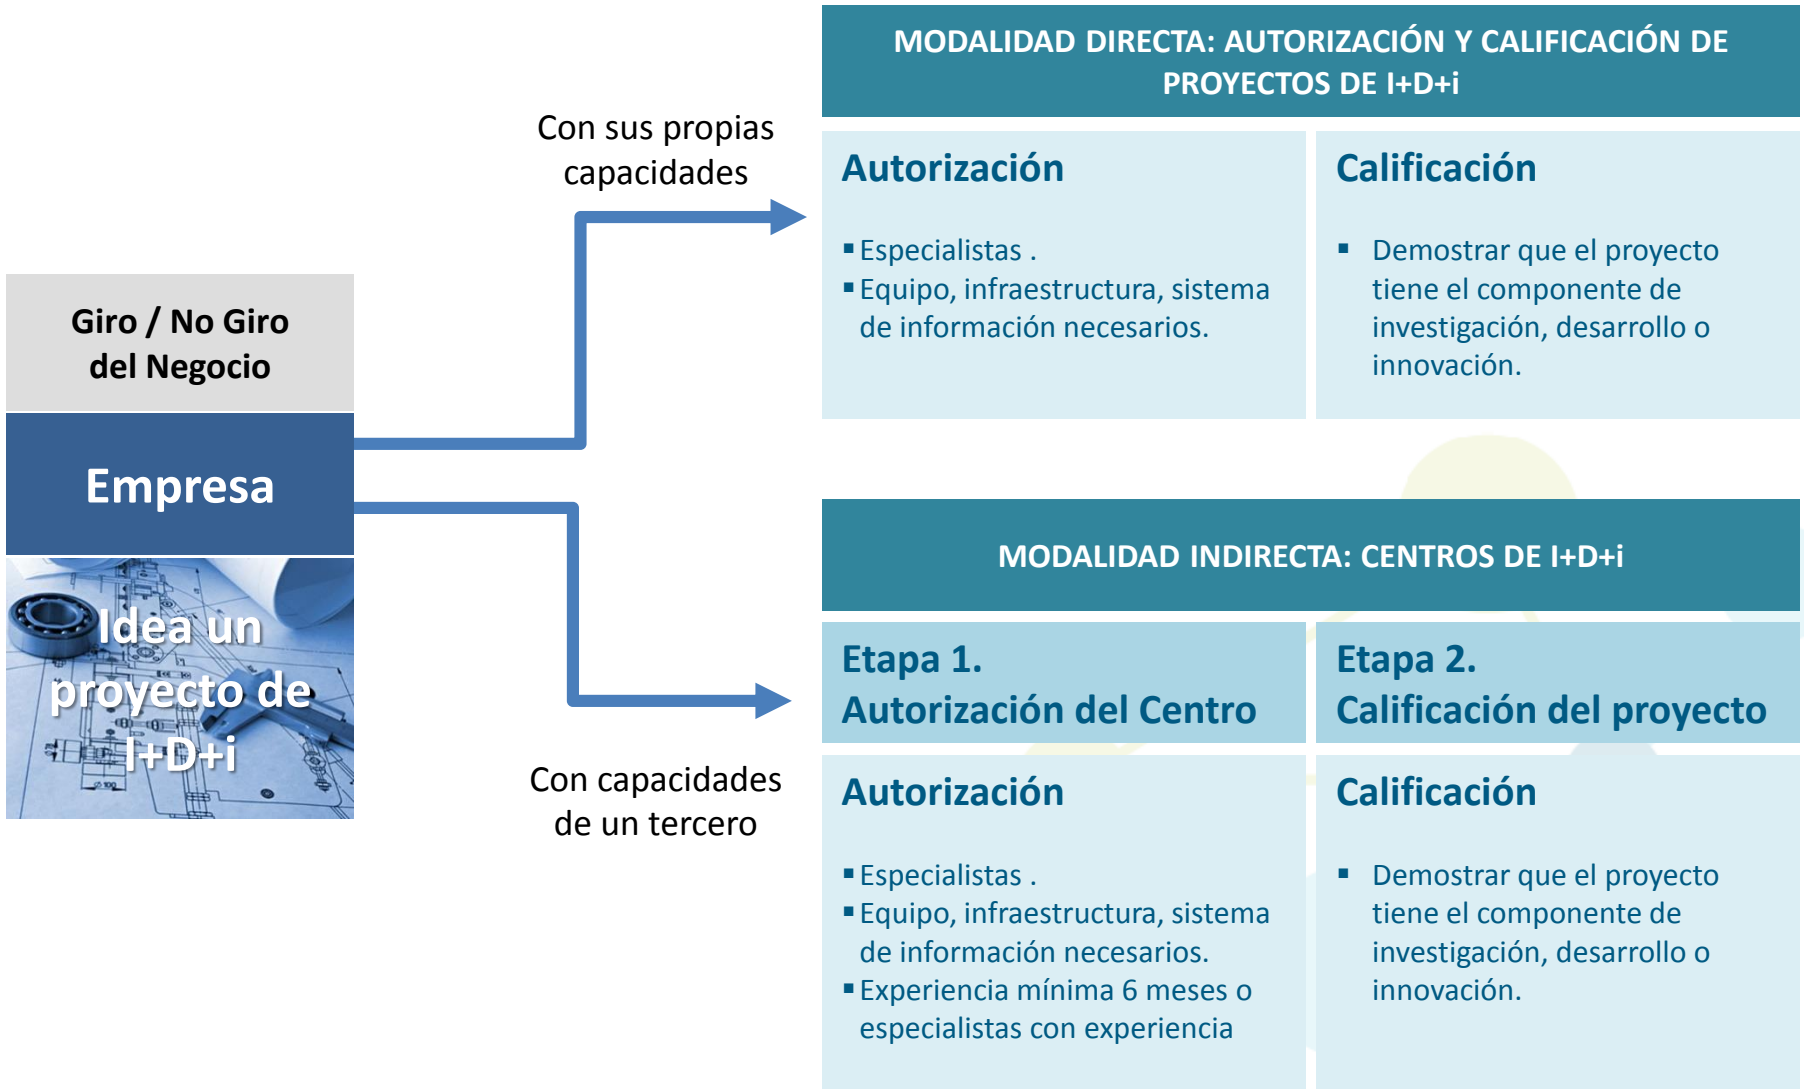 Giro / No Giro
del Negocio
Empresa
Idea un
proyecto de
I+D+i
Con sus propias
capacidades
MODALIDAD DIRECTA: AUTORIZACIÓN Y CALIFICACIÓN DE
PROYECTOS DE I+D+i
Autorización
▪Especialistas .
▪Equipo, infraestructura, sistema
de información necesarios.
Calificación
▪ Demostrar que el proyecto
tiene el componente de
investigación, desarrollo o
innovación.
Con capacidades
de un tercero
MODALIDAD INDIRECTA: CENTROS DE I+D+i
Etapa 1.
Autorización del Centro
Etapa 2.
Calificación del proyecto
Autorización
▪Especialistas .
▪Equipo, infraestructura, sistema
de información necesarios.
▪Experiencia mínima 6 meses o
especialistas con experiencia
Calificación
▪ Demostrar que el proyecto
tiene el componente de
investigación, desarrollo o
innovación.